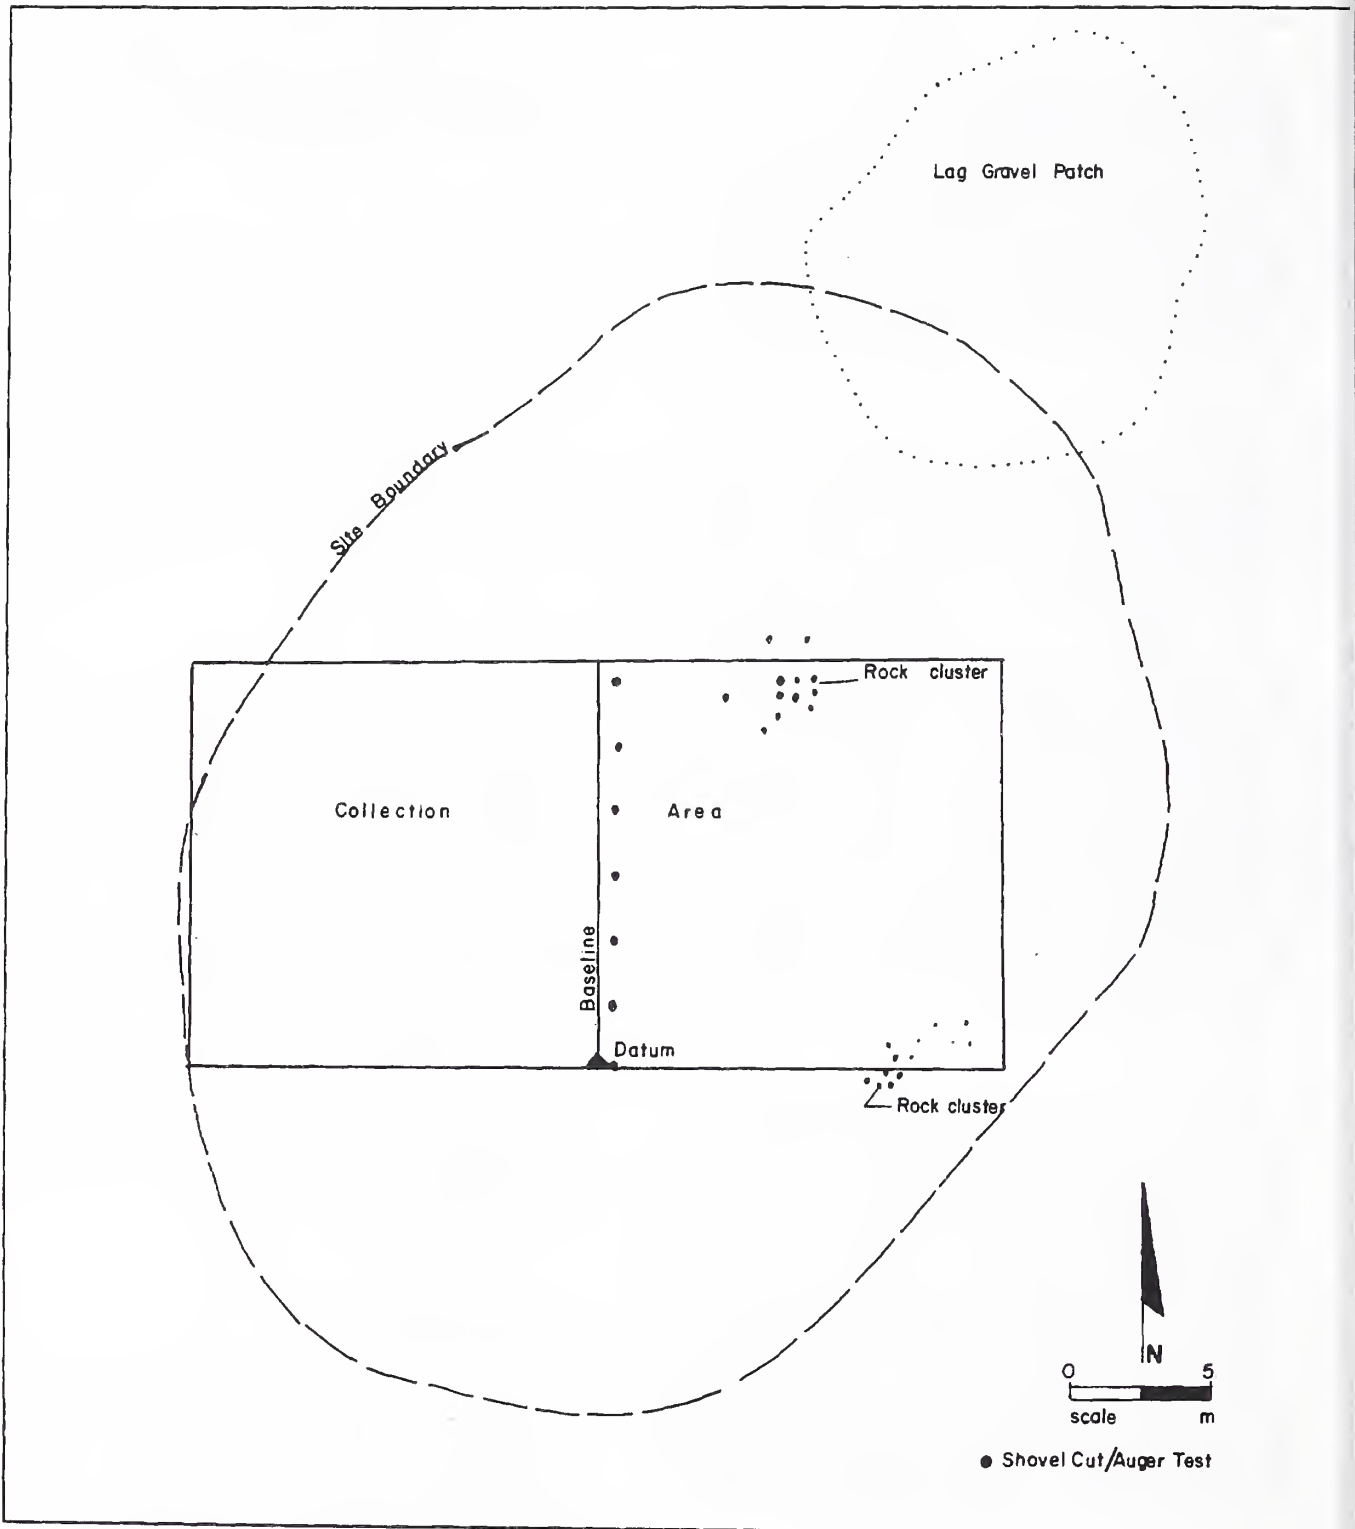 Lag Gravel Patch
Site Boundary
Rock cluster
Collection Area
Baseline
Datum
Rock cluster
N
0 5
scale m
Shovel Cut/Auger Test